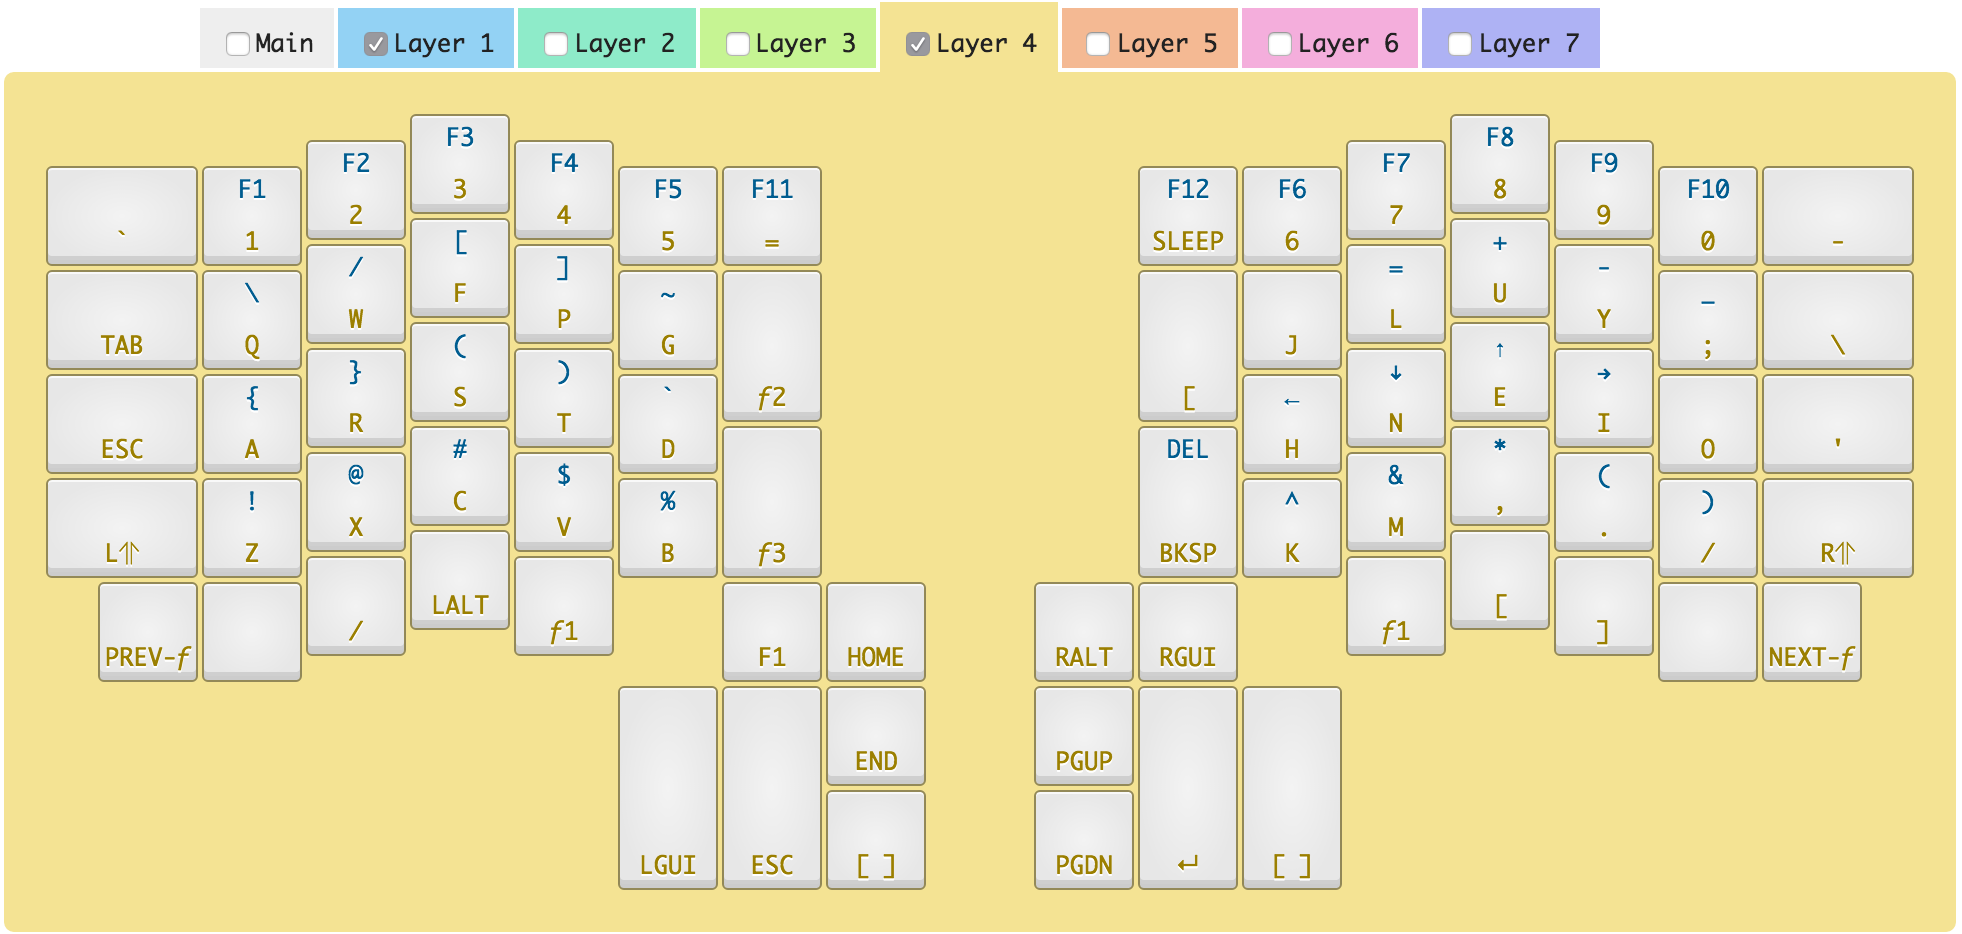 Main Layer 1 Layer 2 Layer 3 Layer 4 Layer 5 Layer 6 Layer 7
F3 F8
F2 F4 F7 F9
3 8
F1 F5 F11 F12 F6 F10
2 4 7 9
` 1 5 = SLEEP 6 0 -
[ +
/ ] = -
F U
\ ~ _
W P L Y
TAB Q G J ; \
( ↑
} ) ↓ →
S E
{ ` f2 [ ←
R T N I
ESC A D H O '
# DEL *
@ $ & (
C ,
! % ^ )
X V M .
L⇑ Z B f3 BKSP K / R⇑
LALT [
/ f1 f1 ]
PREV-f F1 HOME RALT RGUI NEXT-f
END PGUP
LGUI ESC [ ] PGDN ↵ [ ]